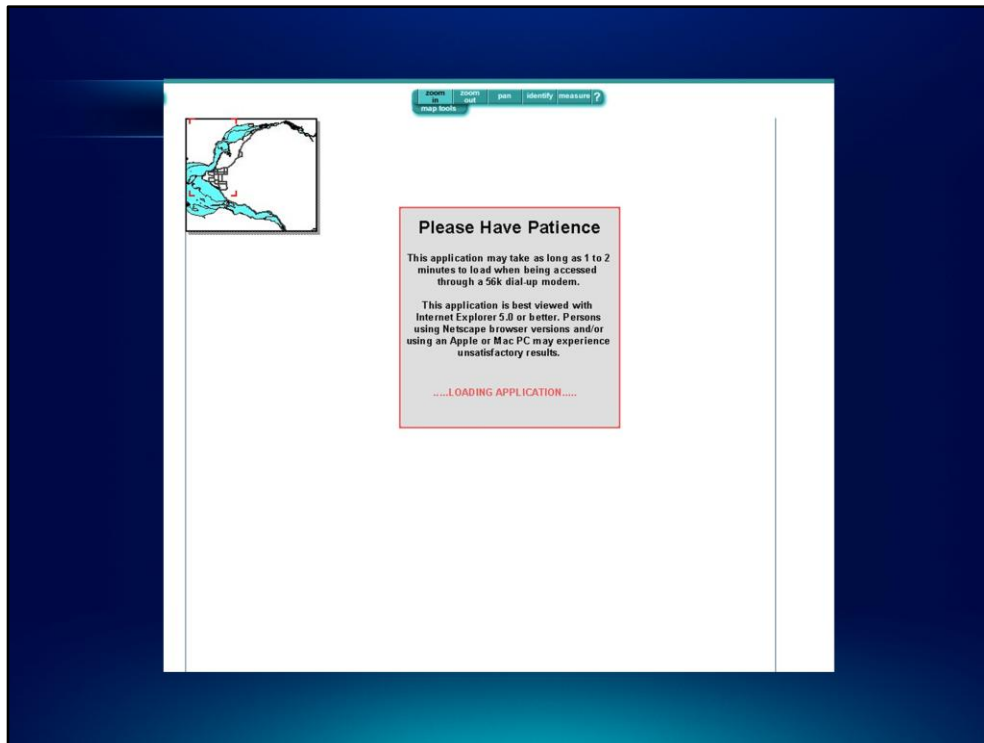 zoom in zoom out pan identify measure ?
map tools
Please Have Patience
This application may take as long as 1 to 2
minutes to load when being accessed
through a 56k dial-up modem.
This application is best viewed with
Internet Explorer 5.0 or better. Persons
using Netscape browser versions and/or
using an Apple or Mac PC may experience
unsatisfactory results.
.....LOADING APPLICATION.....